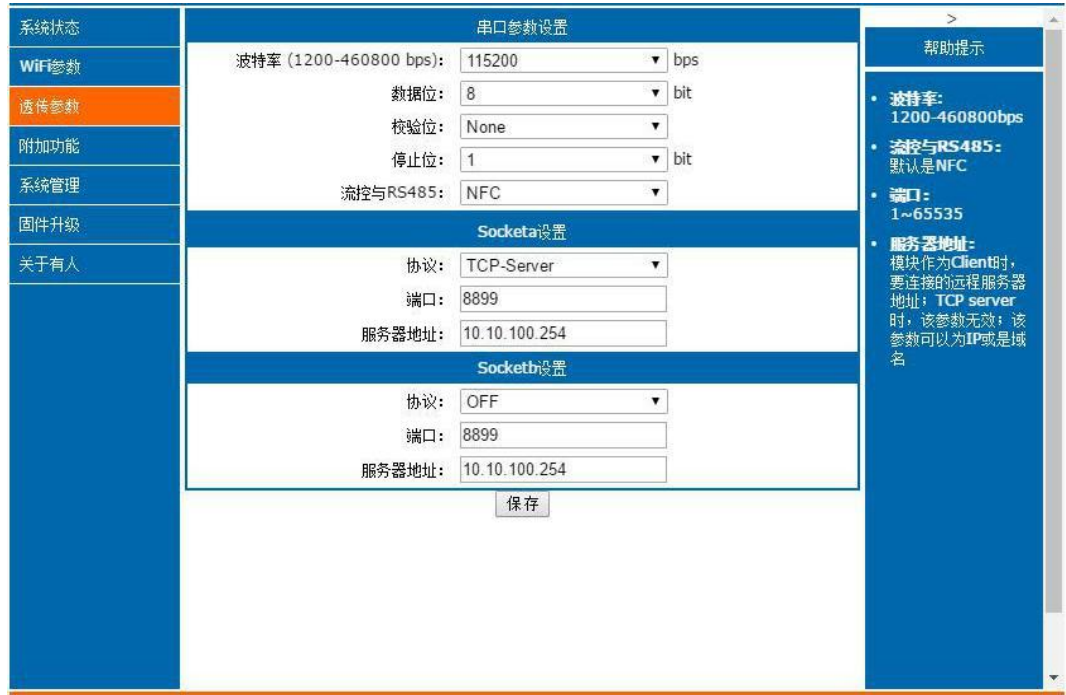 系统状态
WiFi参数
透传参数
附加功能
系统管理
固件升级
关于有人
串口参数设置
波特率 (1200-460800 bps): 115200 bps
数据位: 8 bit
校验位: None
停止位: 1 bit
流控与RS485: NFC
Socketa设置
协议: TCP-Server
端口: 8899
服务器地址: 10.10.100.254
Socketb设置
协议: OFF
端口: 8899
服务器地址: 10.10.100.254
保存
>
帮助提示
• 波特率:
1200-460800bps
• 流控与RS485:
默认是NFC
• 端口:
1~65535
• 服务器地址:
模块作为Client时,
要连接的远程服务器
地址; TCP server
时, 该参数无效; 该
参数可以为IP或是域
名